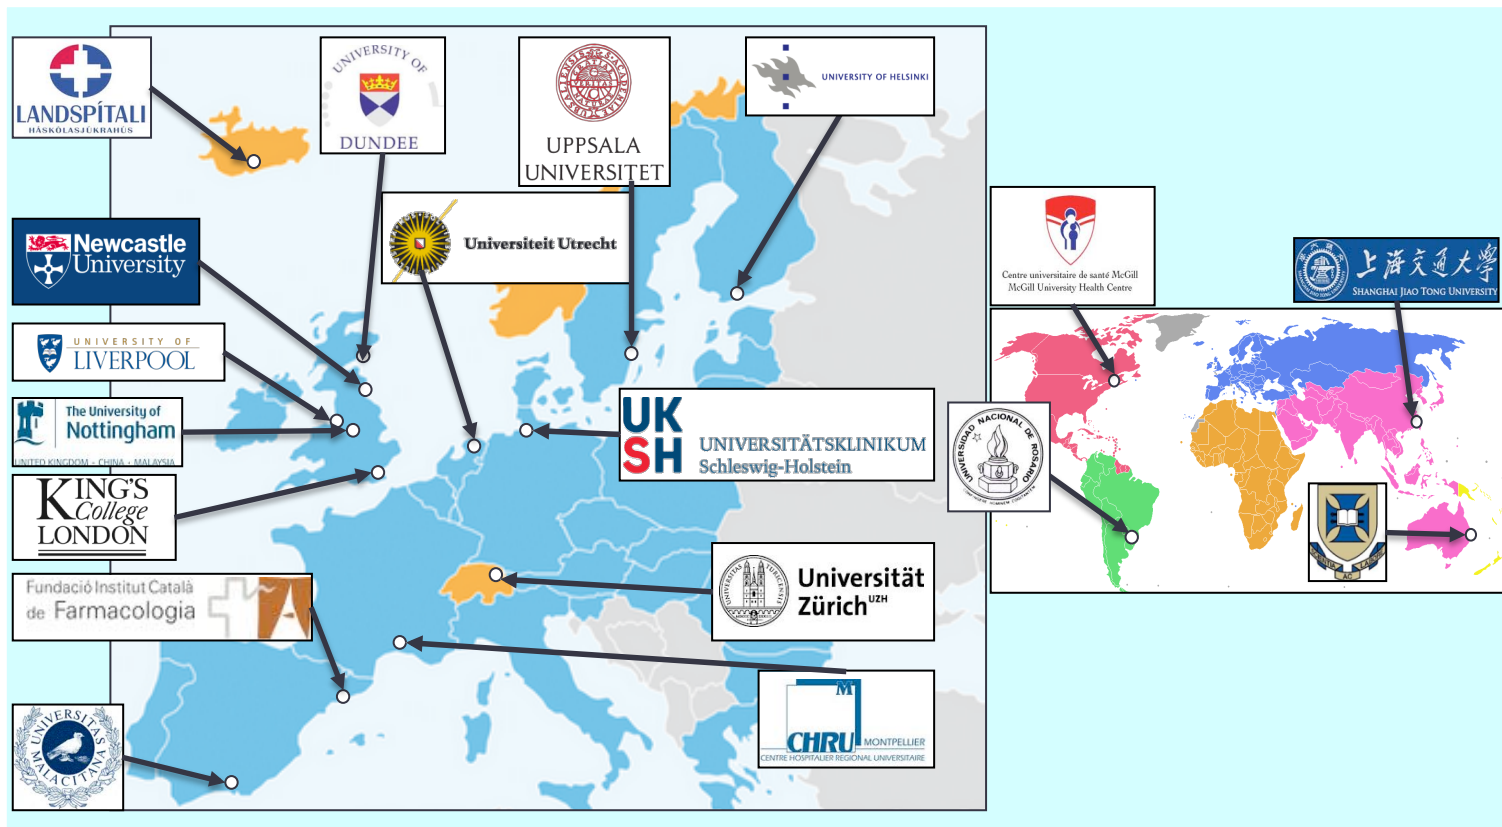 LANDSPÍTALI
HÁSKÓLASJÚKRAHÚS
UNIVERSITY OF
DUNDEE
UPPSALA
UNIVERSITET
UNIVERSITY OF HELSINKI
Universiteit Utrecht
Newcastle
University
UNIVERSITY OF
LIVERPOOL
The University of
Nottingham
UNITED KINGDOM • CHINA • MALAYSIA
KING'S
College
LONDON
Fundació Institut Català
de Farmacologia
UNIVERSITAS
MALACITANA
UK
SH
UNIVERSITÄTSKLINIKUM
Schleswig-Holstein
Universität
Zürich UZH
M
CHRU MONTPELLIER
CENTRE HOSPITALIER REGIONAL UNIVERSITAIRE
Centre universitaire de santé McGill
McGill University Health Centre
上海交通大学
SHANGHAI JIAO TONG UNIVERSITY
UNIVERSIDAD NACIONAL DE ROSARIO